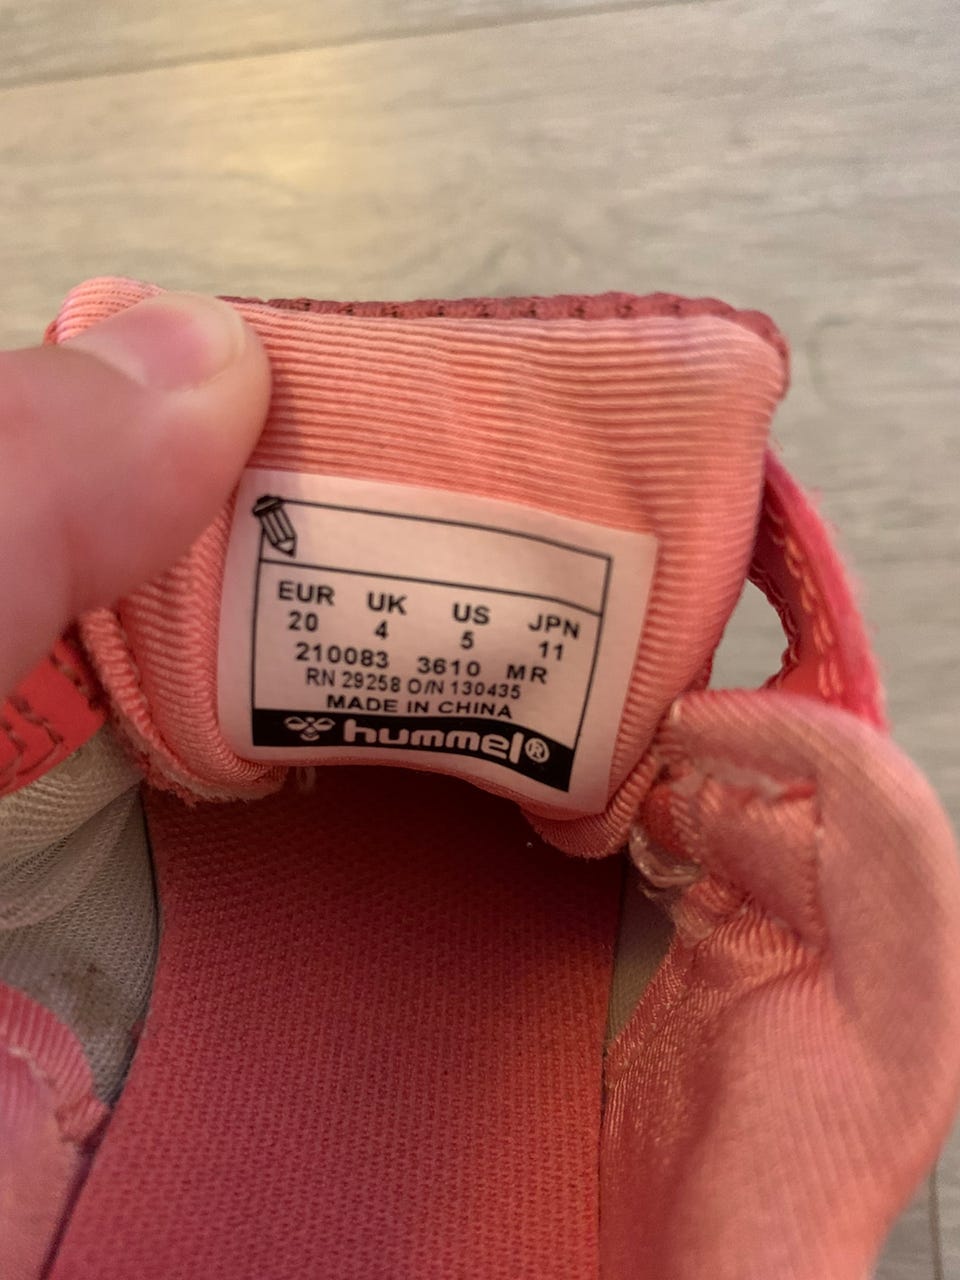 EUR UK US JPN
20 4 5 11
210083 3610 MR
RN 29258 O/N 130435
MADE IN CHINA
hummel®